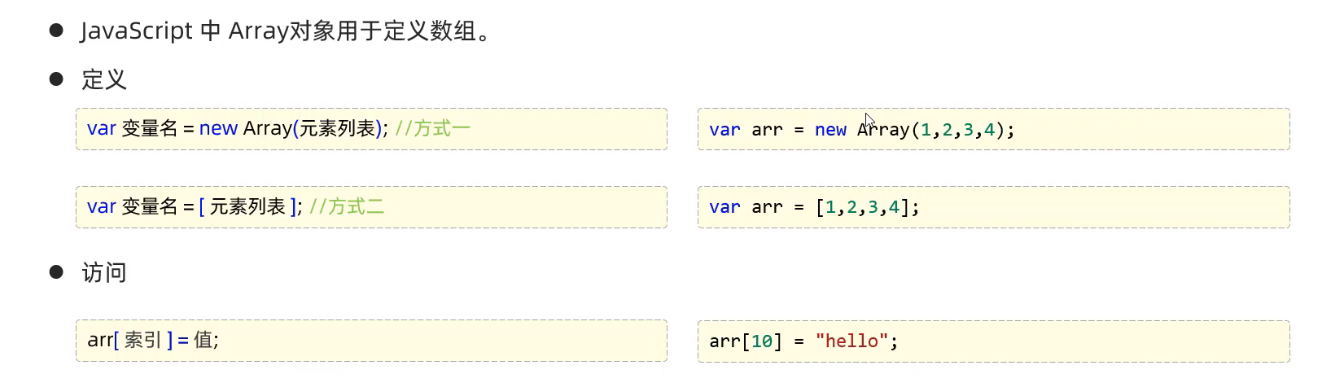 JavaScript 中 Array对象用于定义数组。
定义
var 变量名 = new Array(元素列表); //方式一
var arr = new Array(1,2,3,4);
var 变量名 = [ 元素列表 ]; //方式二
var arr = [1,2,3,4];
访问
arr[ 索引 ] = 值;
arr[10] = "hello";